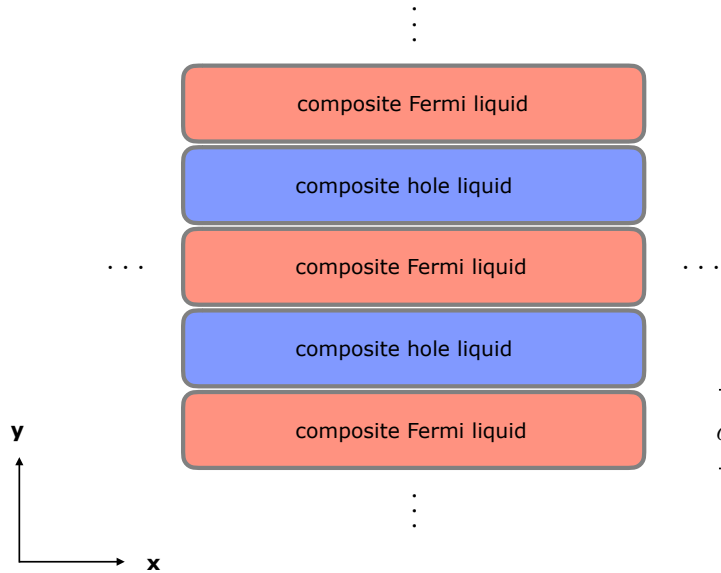 composite Fermi liquid
composite hole liquid
. . .
composite Fermi liquid
. . .
composite hole liquid
composite Fermi liquid
y
x